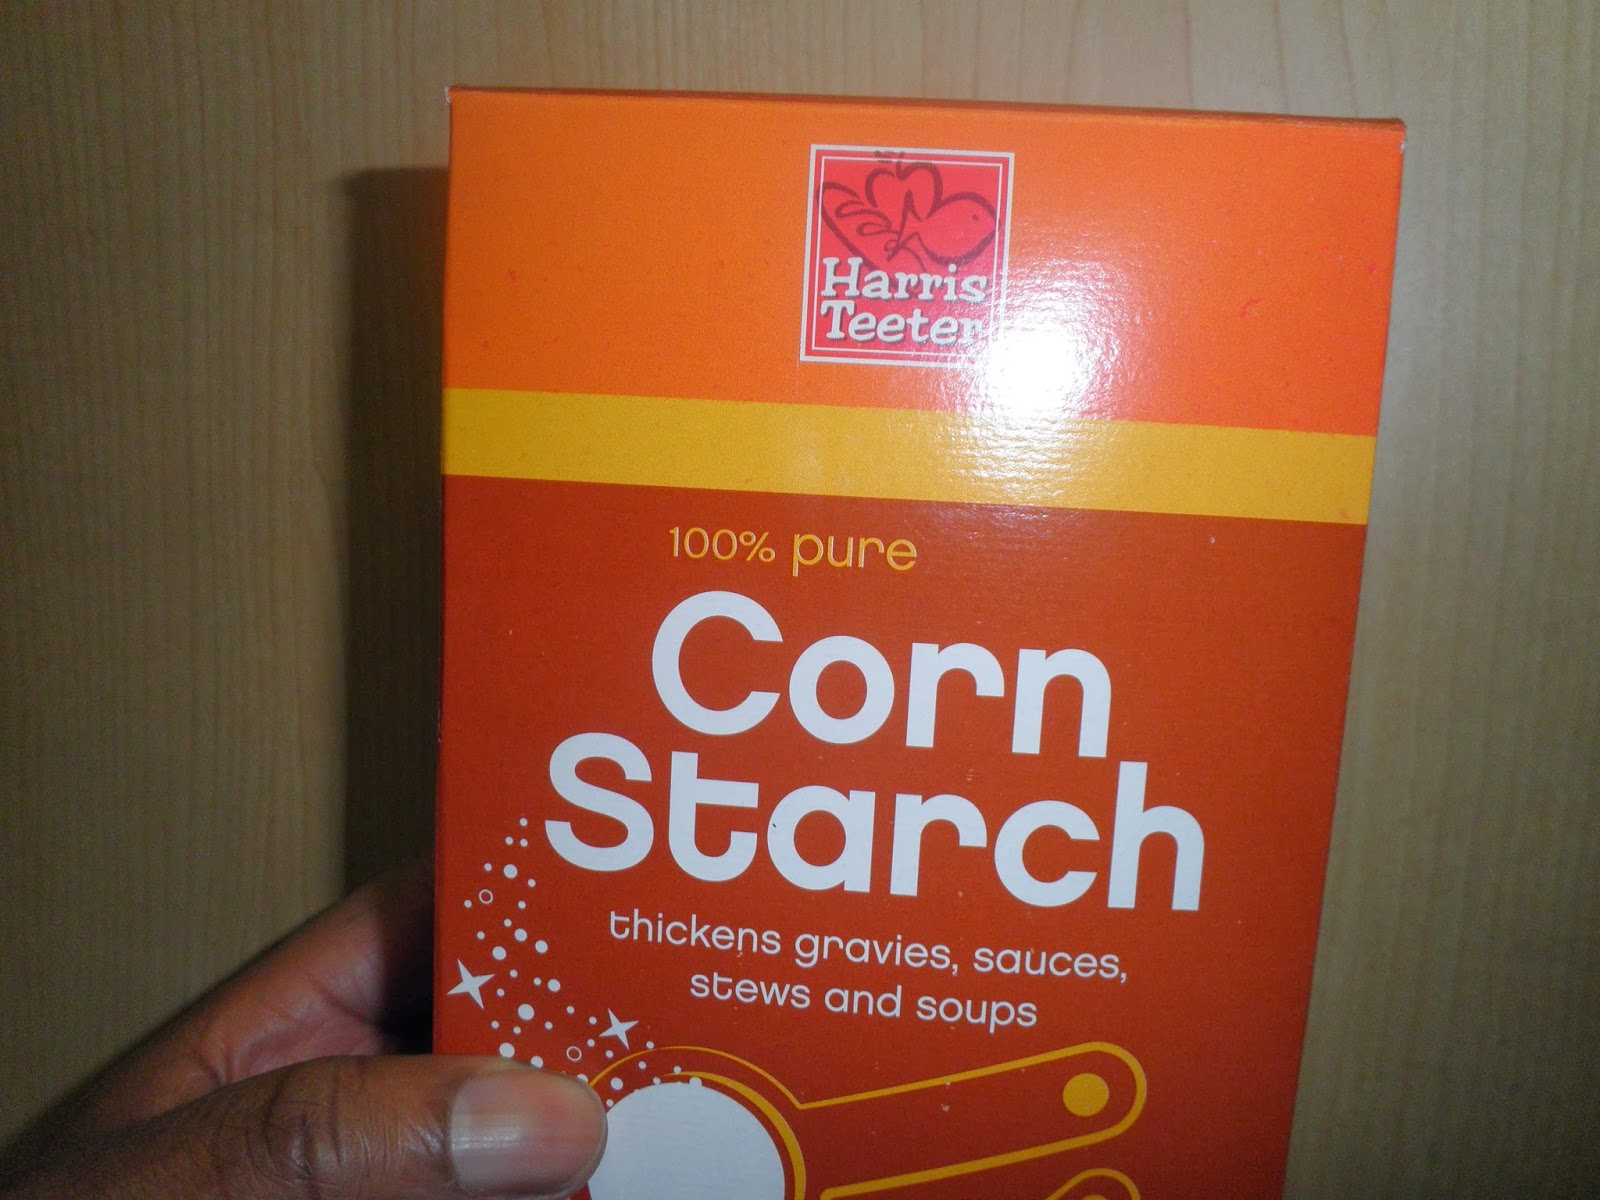 Harris
Teeter
100% pure
Corn
Starch
thickens gravies, sauces,
stews and soups